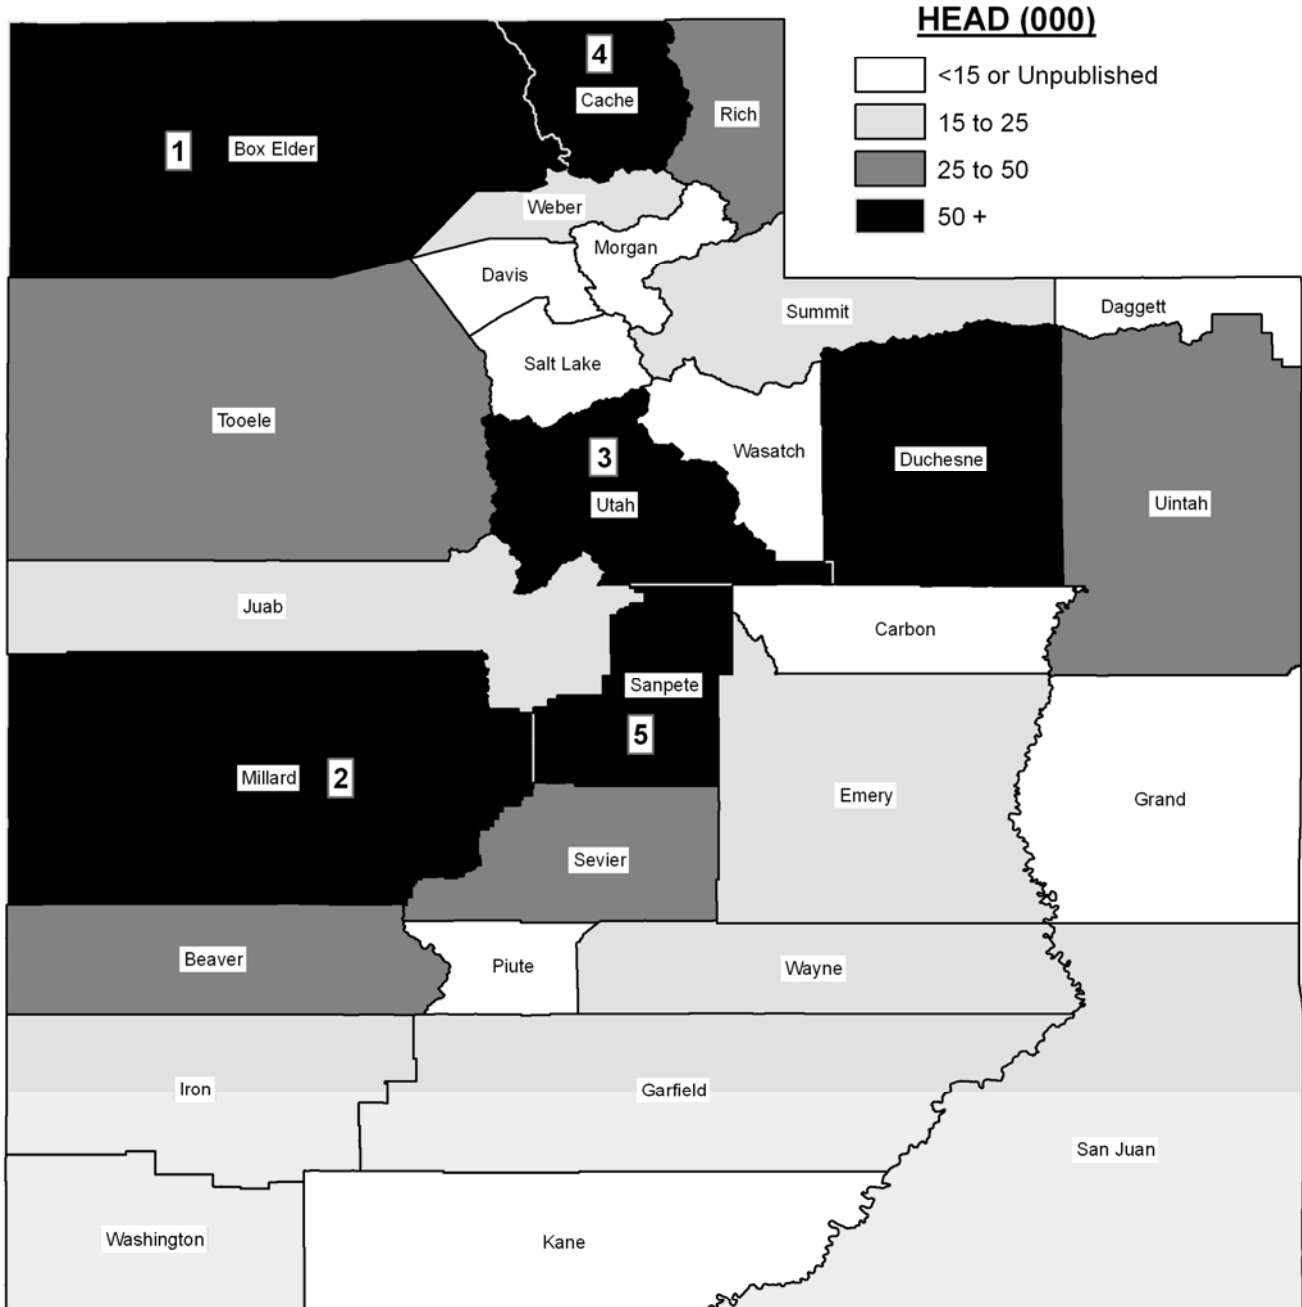 HEAD (000)
<15 or Unpublished
15 to 25
25 to 50
50 +
4
Cache
Rich
1
Box Elder
Weber
Morgan
Davis
Summit
Daggett
Salt Lake
Tooele
Wasatch
3
Duchesne
Utah
Uintah
Juab
Carbon
Sanpete
5
Millard
2
Emery
Grand
Sevier
Beaver
Piute
Wayne
Iron
Garfield
San Juan
Washington
Kane